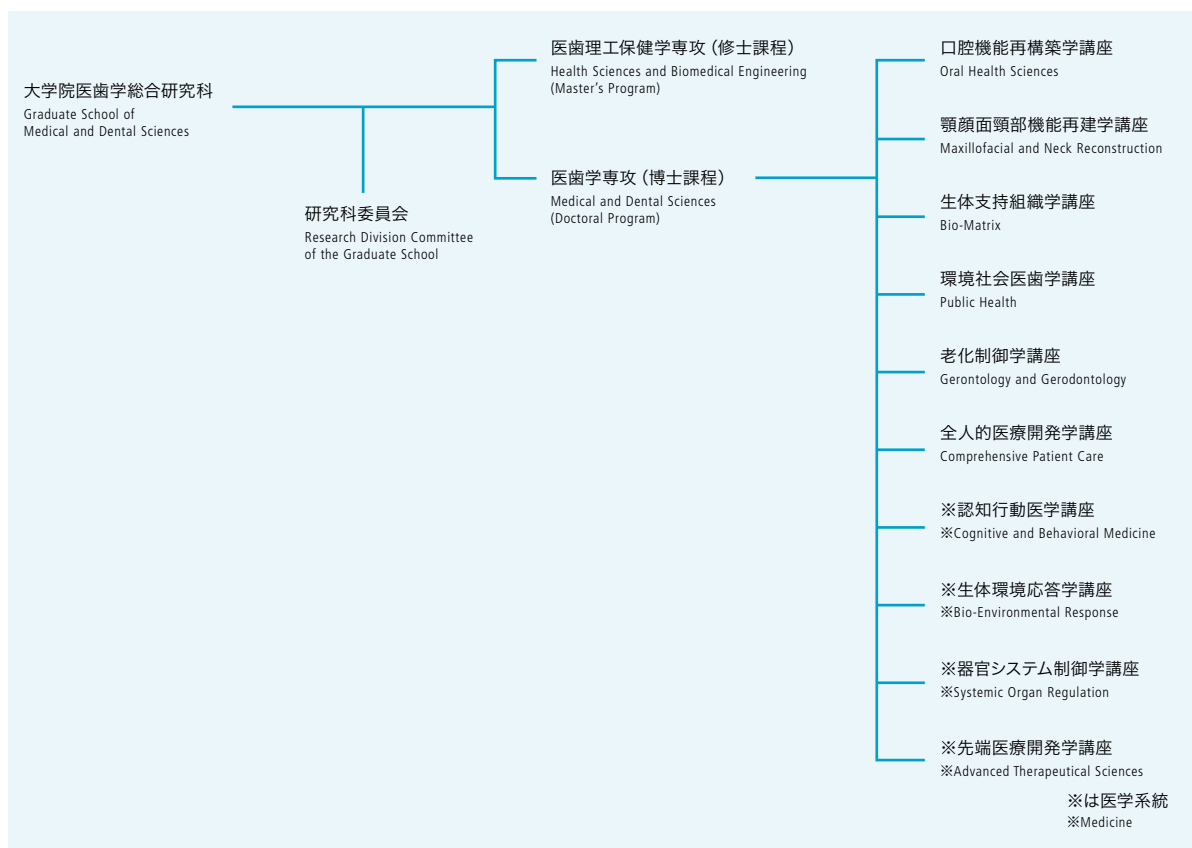 大学院医歯学総合研究科
Graduate School of
Medical and Dental Sciences
研究科委員会
Research Division Committee
of the Graduate School
医歯理工保健学専攻（修士課程）
Health Sciences and Biomedical Engineering
(Master's Program)
医歯学専攻（博士課程）
Medical and Dental Sciences
(Doctoral Program)
口腔機能再構築学講座
Oral Health Sciences
顎顔面頸部機能再建学講座
Maxillofacial and Neck Reconstruction
生体支持組織学講座
Bio-Matrix
環境社会医歯学講座
Public Health
老化制御学講座
Gerontology and Gerodontology
全人的医療開発学講座
Comprehensive Patient Care
※認知行動医学講座
※Cognitive and Behavioral Medicine
※生体環境応答学講座
※Bio-Environmental Response
※器官システム制御学講座
※Systemic Organ Regulation
※先端医療開発学講座
※Advanced Therapeutical Sciences
※は医学系統
※Medicine